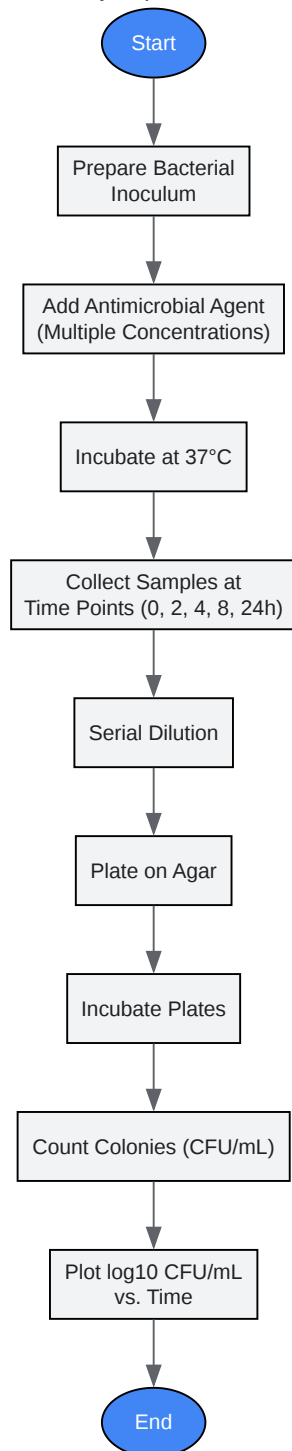 Start
Prepare Bacterial
Inoculum
Add Antimicrobial Agent
(Multiple Concentrations)
Incubate at 37°C
Collect Samples at
Time Points (0, 2, 4, 8, 24h)
Serial Dilution
Plate on Agar
Incubate Plates
Count Colonies (CFU/mL)
Plot log10 CFU/mL
vs. Time
End